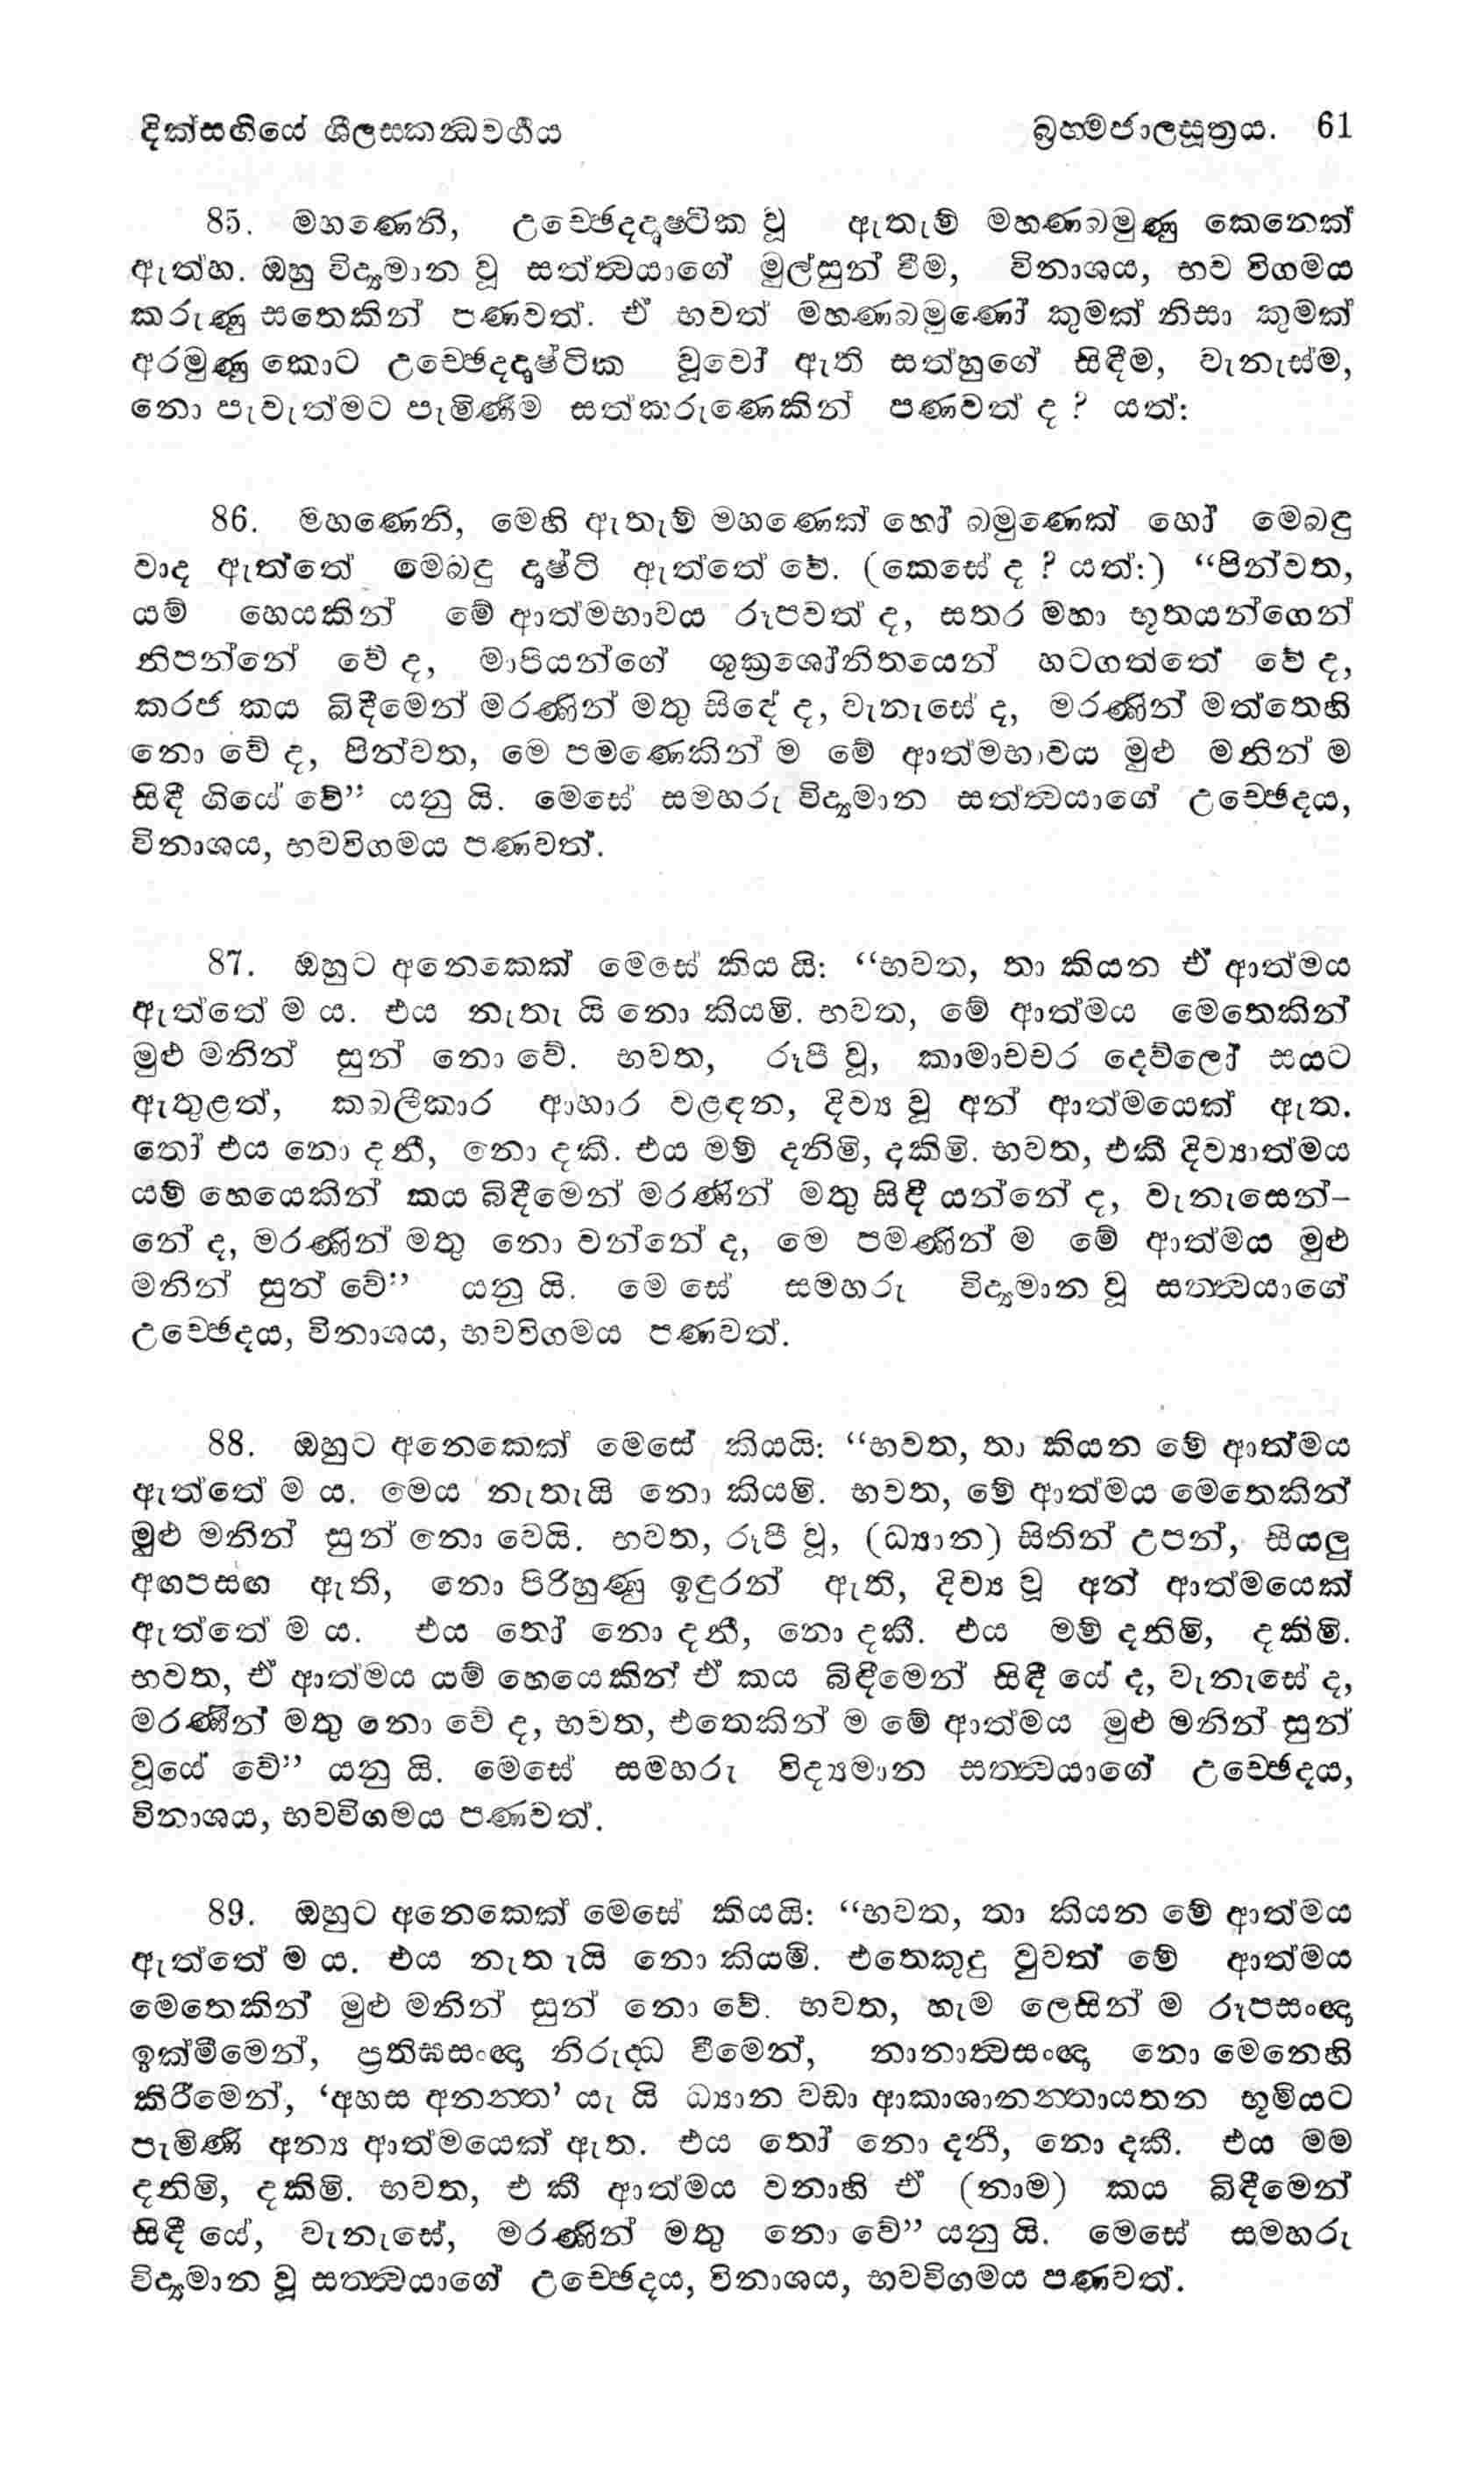 දික්සඟියේ ශීලසකන්‍ධවර්‍ගය බ්‍රහ්මජාලසූත්‍රය. 61
85. මහණෙනි, උච්ඡේදදෘෂ්ටික වූ ඇතැම් මහණබමුණු කෙනෙක්
ඇත්හ. ඔහු විද්‍යමාන වූ සත්ත්‍වයාගේ මුල්සුන් වීම, විනාශය, භව විගමය
කරුණු සතෙකින් පණවත්. ඒ භවත් මහණබමුණෝ කුමක් නිසා කුමක්
අරමුණු කොට උච්ඡේදදෘෂ්ටික වූවෝ ඇති සත්හුගේ සිඳීම, වැනැස්ම,
නො පැවැත්මට පැමිණීම සත්කරුණෙකින් පණවත් ද ? යත්:
86. මහණෙනි, මෙහි ඇතැම් මහණෙක් හෝ බමුණෙක් හෝ මෙබඳු
වාද ඇත්තේ මෙබඳු දෘෂ්ටි ඇත්තේ වේ. (කෙසේ ද ? යත්:) “පින්වත,
යම් හෙයකින් මේ ආත්මභාවය රූපවත් ද, සතර මහා භූතයන්ගෙන්
නිපන්නේ වේ ද, මාපියන්ගේ ශුක්‍රශෝනිතයෙන් හටගත්තේ වේ ද,
කරජ කය බිඳීමෙන් මරණින් මතු සිඳේ ද, වැනැසේ ද, මරණින් මත්තෙහි
නො වේ ද, පින්වත, මෙ පමණෙකින් ම මේ ආත්මභාවය මුළු මනින් ම
සිඳී ගියේ වේ” යනු යි. මෙසේ සමහරු විද්‍යමාන සත්ත්‍වයාගේ උච්ඡේදය,
විනාශය, භවවිගමය පණවත්.
87. ඔහුට අනෙකෙක් මෙසේ කිය යි: “භවත, තා කියන ඒ ආත්මය
ඇත්තේ ම ය. එය නැතැ යි නො කියමි. භවත, මේ ආත්මය මෙතෙකින්
මුළු මනින් සුන් නො වේ. භවත, රූපී වූ, කාමාවචර දෙව්ලෝ සයට
ඇතුළත්, කබලීකාර ආහාර වළඳන, දිව්‍ය වූ අන් ආත්මයෙක් ඇත.
තෝ එය නො දනී, නො දකී. එය මම් දනිමි, දකිමි. භවත, එකී දිව්‍යාත්මය
යම් හෙයෙකින් කය බිඳීමෙන් මරණින් මතු සිඳී යන්නේ ද, වැනැසෙන්-
නේ ද, මරණින් මතු නො වන්නේ ද, මෙ පමණින් ම මේ ආත්මය මුළු
මනින් සුන් වේ” යනු යි. මෙ සේ සමහරු විද්‍යමාන වූ සත්ත්‍වයාගේ
උච්ඡේදය, විනාශය, භවවිගමය පණවත්.
88. ඔහුට අනෙකෙක් මෙසේ කියයි: “භවත, තා කියන මේ ආත්මය
ඇත්තේ ම ය. මෙය නැතැයි නො කියමි. භවත, මේ ආත්මය මෙතෙකින්
මුළු මනින් සුන් නො වෙයි. භවත, රූපී වූ, (ධ්‍යාන) සිතින් උපන්, සියලු
අඟපසඟ ඇති, නො පිරිහුණු ඉඳුරන් ඇති, දිව්‍ය වූ අන් ආත්මයෙක්
ඇත්තේ ම ය. එය තෝ නො දනී, නො දකී. එය මම් දනිමි, දකිමි.
භවත, ඒ ආත්මය යම් හෙයෙකින් ඒ කය බිඳීමෙන් සිඳී යේ ද, වැනැසේ ද,
මරණින් මතු නො වේ ද, භවත, එතෙකින් ම මේ ආත්මය මුළු මනින් සුන්
වූයේ වේ” යනු යි. මෙසේ සමහරු විද්‍යමාන සත්ත්‍වයාගේ උච්ඡේදය,
විනාශය, භවවිගමය පණවත්.
89. ඔහුට අනෙකෙක් මෙසේ කියයි: “භවත, තා කියන මේ ආත්මය
ඇත්තේ ම ය. එය නැතැයි නො කියමි. එතෙකුදු වුවත් මේ ආත්මය
මෙතෙකින් මුළු මනින් සුන් නො වේ. භවත, හැම ලෙසින් ම රූපසංඥා
ඉක්මීමෙන්, ප්‍රතිඝසංඥා නිරුද්‍ධ වීමෙන්, නානාත්‍වසංඥා නො මෙනෙහි
කිරීමෙන්, ‘අහස අනන්‍ත’ යැ යි ධ්‍යාන වඩා ආකාශානන්‍තායතන භූමියට
පැමිණි අන්‍ය ආත්මයෙක් ඇත. එය තෝ නො දනී, නො දකී. එය මම
දනිමි, දකිමි. භවත, එ කී ආත්මය වනාහි ඒ (නාම) කය බිඳීමෙන්
සිඳී යේ, වැනැසේ, මරණින් මතු නො වේ” යනු යි. මෙසේ සමහරු
විද්‍යමාන වූ සත්ත්‍වයාගේ උච්ඡේදය, විනාශය, භවවිගමය පණවත්.